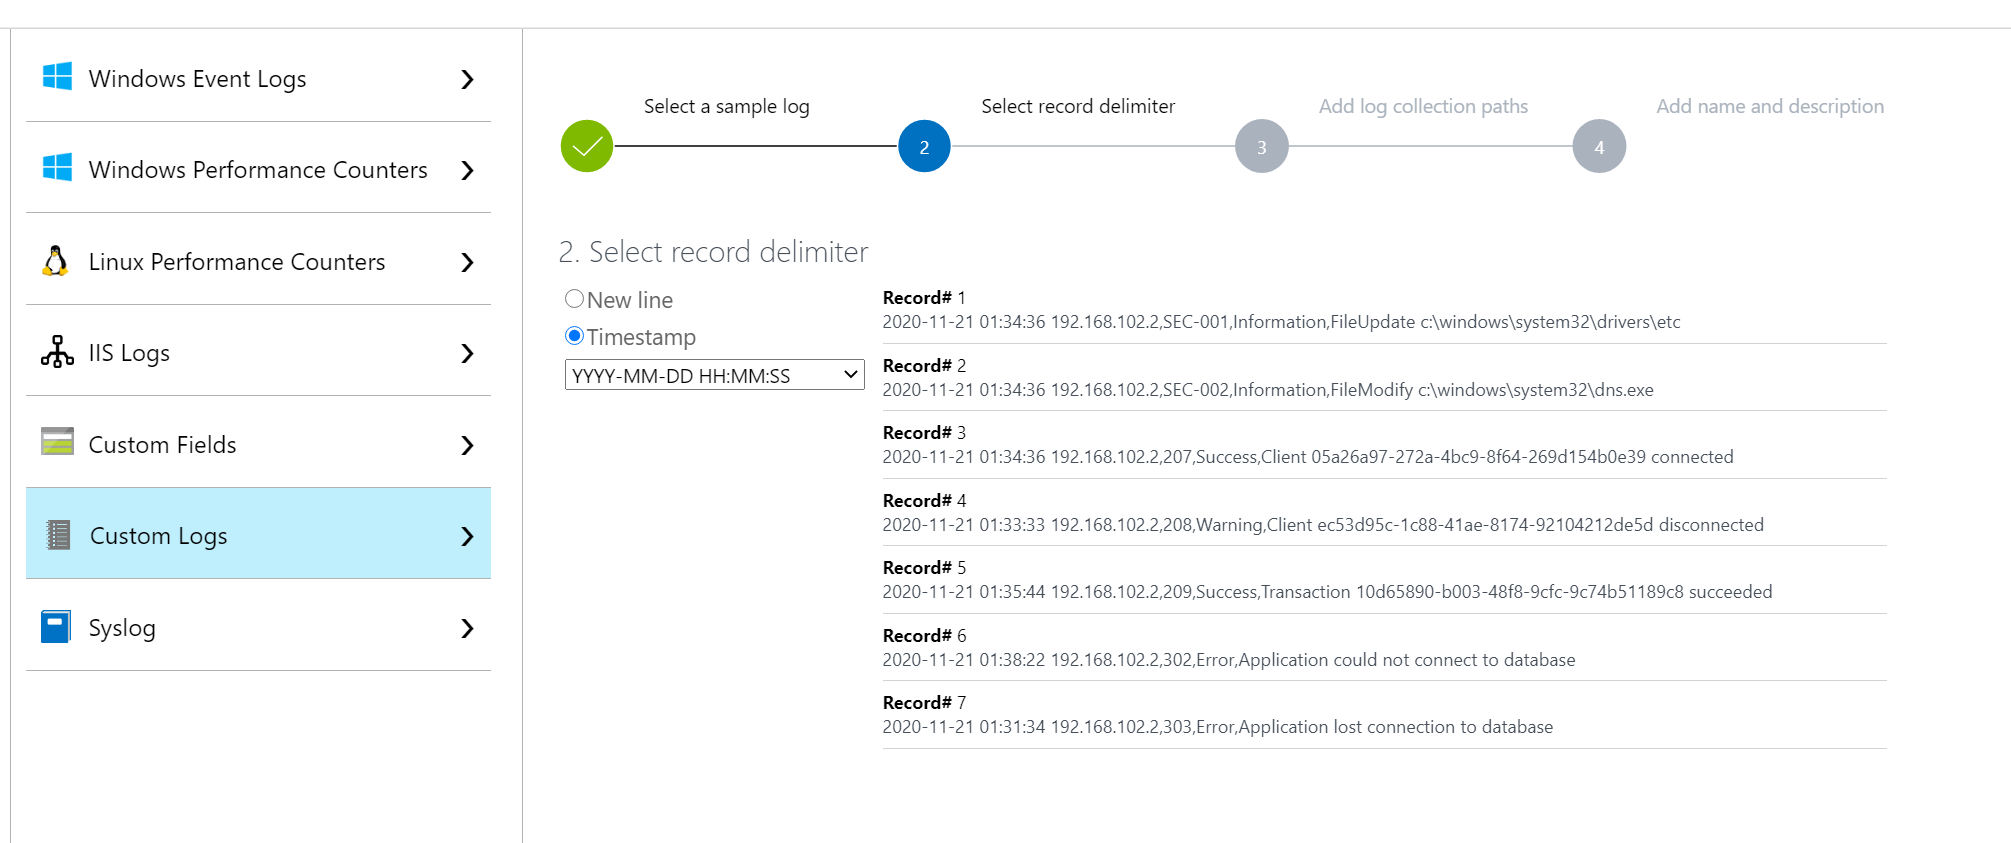 Windows Event Logs
Windows Performance Counters
Linux Performance Counters
IIS Logs
Custom Fields
Custom Logs
Syslog
Select a sample log
Select record delimiter
Add log collection paths
Add name and description
2
3
4
2. Select record delimiter
New line
Timestamp
YYYY-MM-DD HH:MM:SS
Record# 1
2020-11-21 01:34:36 192.168.102.2,SEC-001,Information,FileUpdate c:\windows\system32\drivers\etc
Record# 2
2020-11-21 01:34:36 192.168.102.2,SEC-002,Information,FileModify c:\windows\system32\dns.exe
Record# 3
2020-11-21 01:34:36 192.168.102.2,207,Success,Client 05a26a97-272a-4bc9-8f64-269d154b0e39 connected
Record# 4
2020-11-21 01:33:33 192.168.102.2,208,Warning,Client ec53d95c-1c88-41ae-8174-92104212de5d disconnected
Record# 5
2020-11-21 01:35:44 192.168.102.2,209,Success,Transaction 10d65890-b003-48f8-9cfc-9c74b51189c8 succeeded
Record# 6
2020-11-21 01:38:22 192.168.102.2,302,Error,Application could not connect to database
Record# 7
2020-11-21 01:31:34 192.168.102.2,303,Error,Application lost connection to database